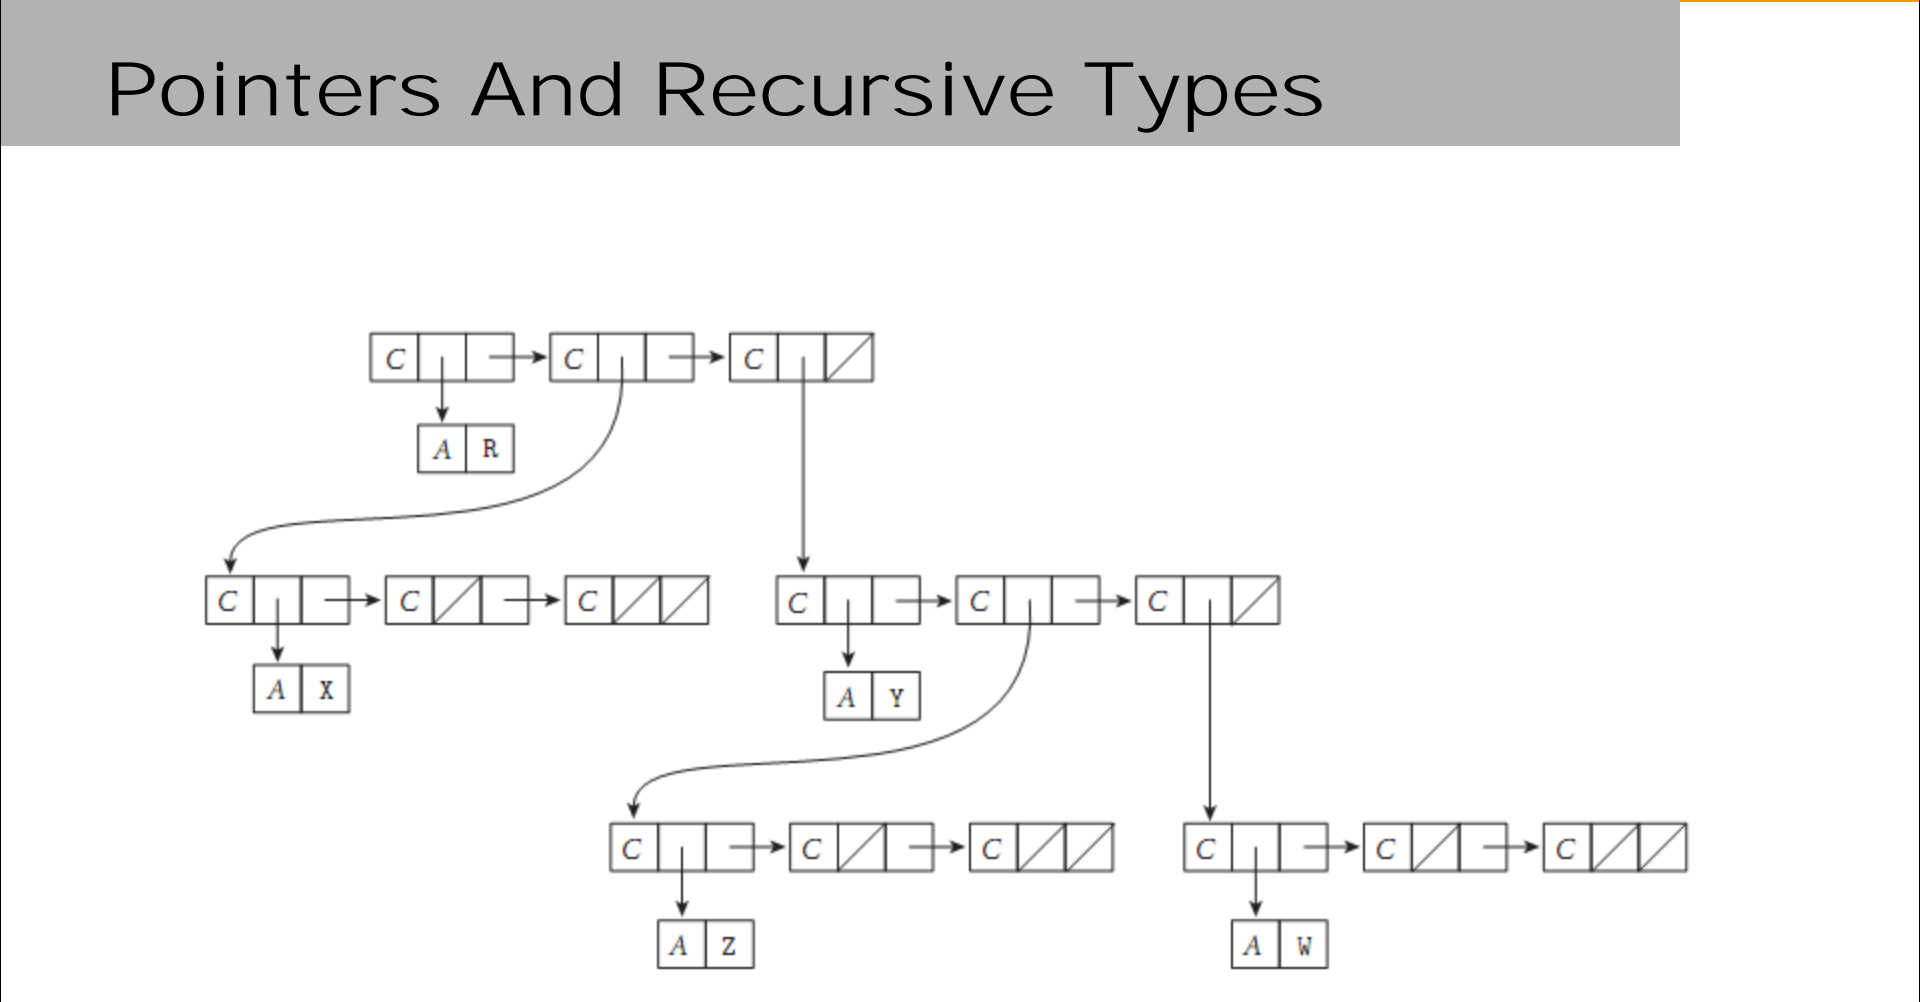 Pointers And Recursive Types
C C C
A R
C C C C C C
A X
A Y
C C C C C C
A Z A W